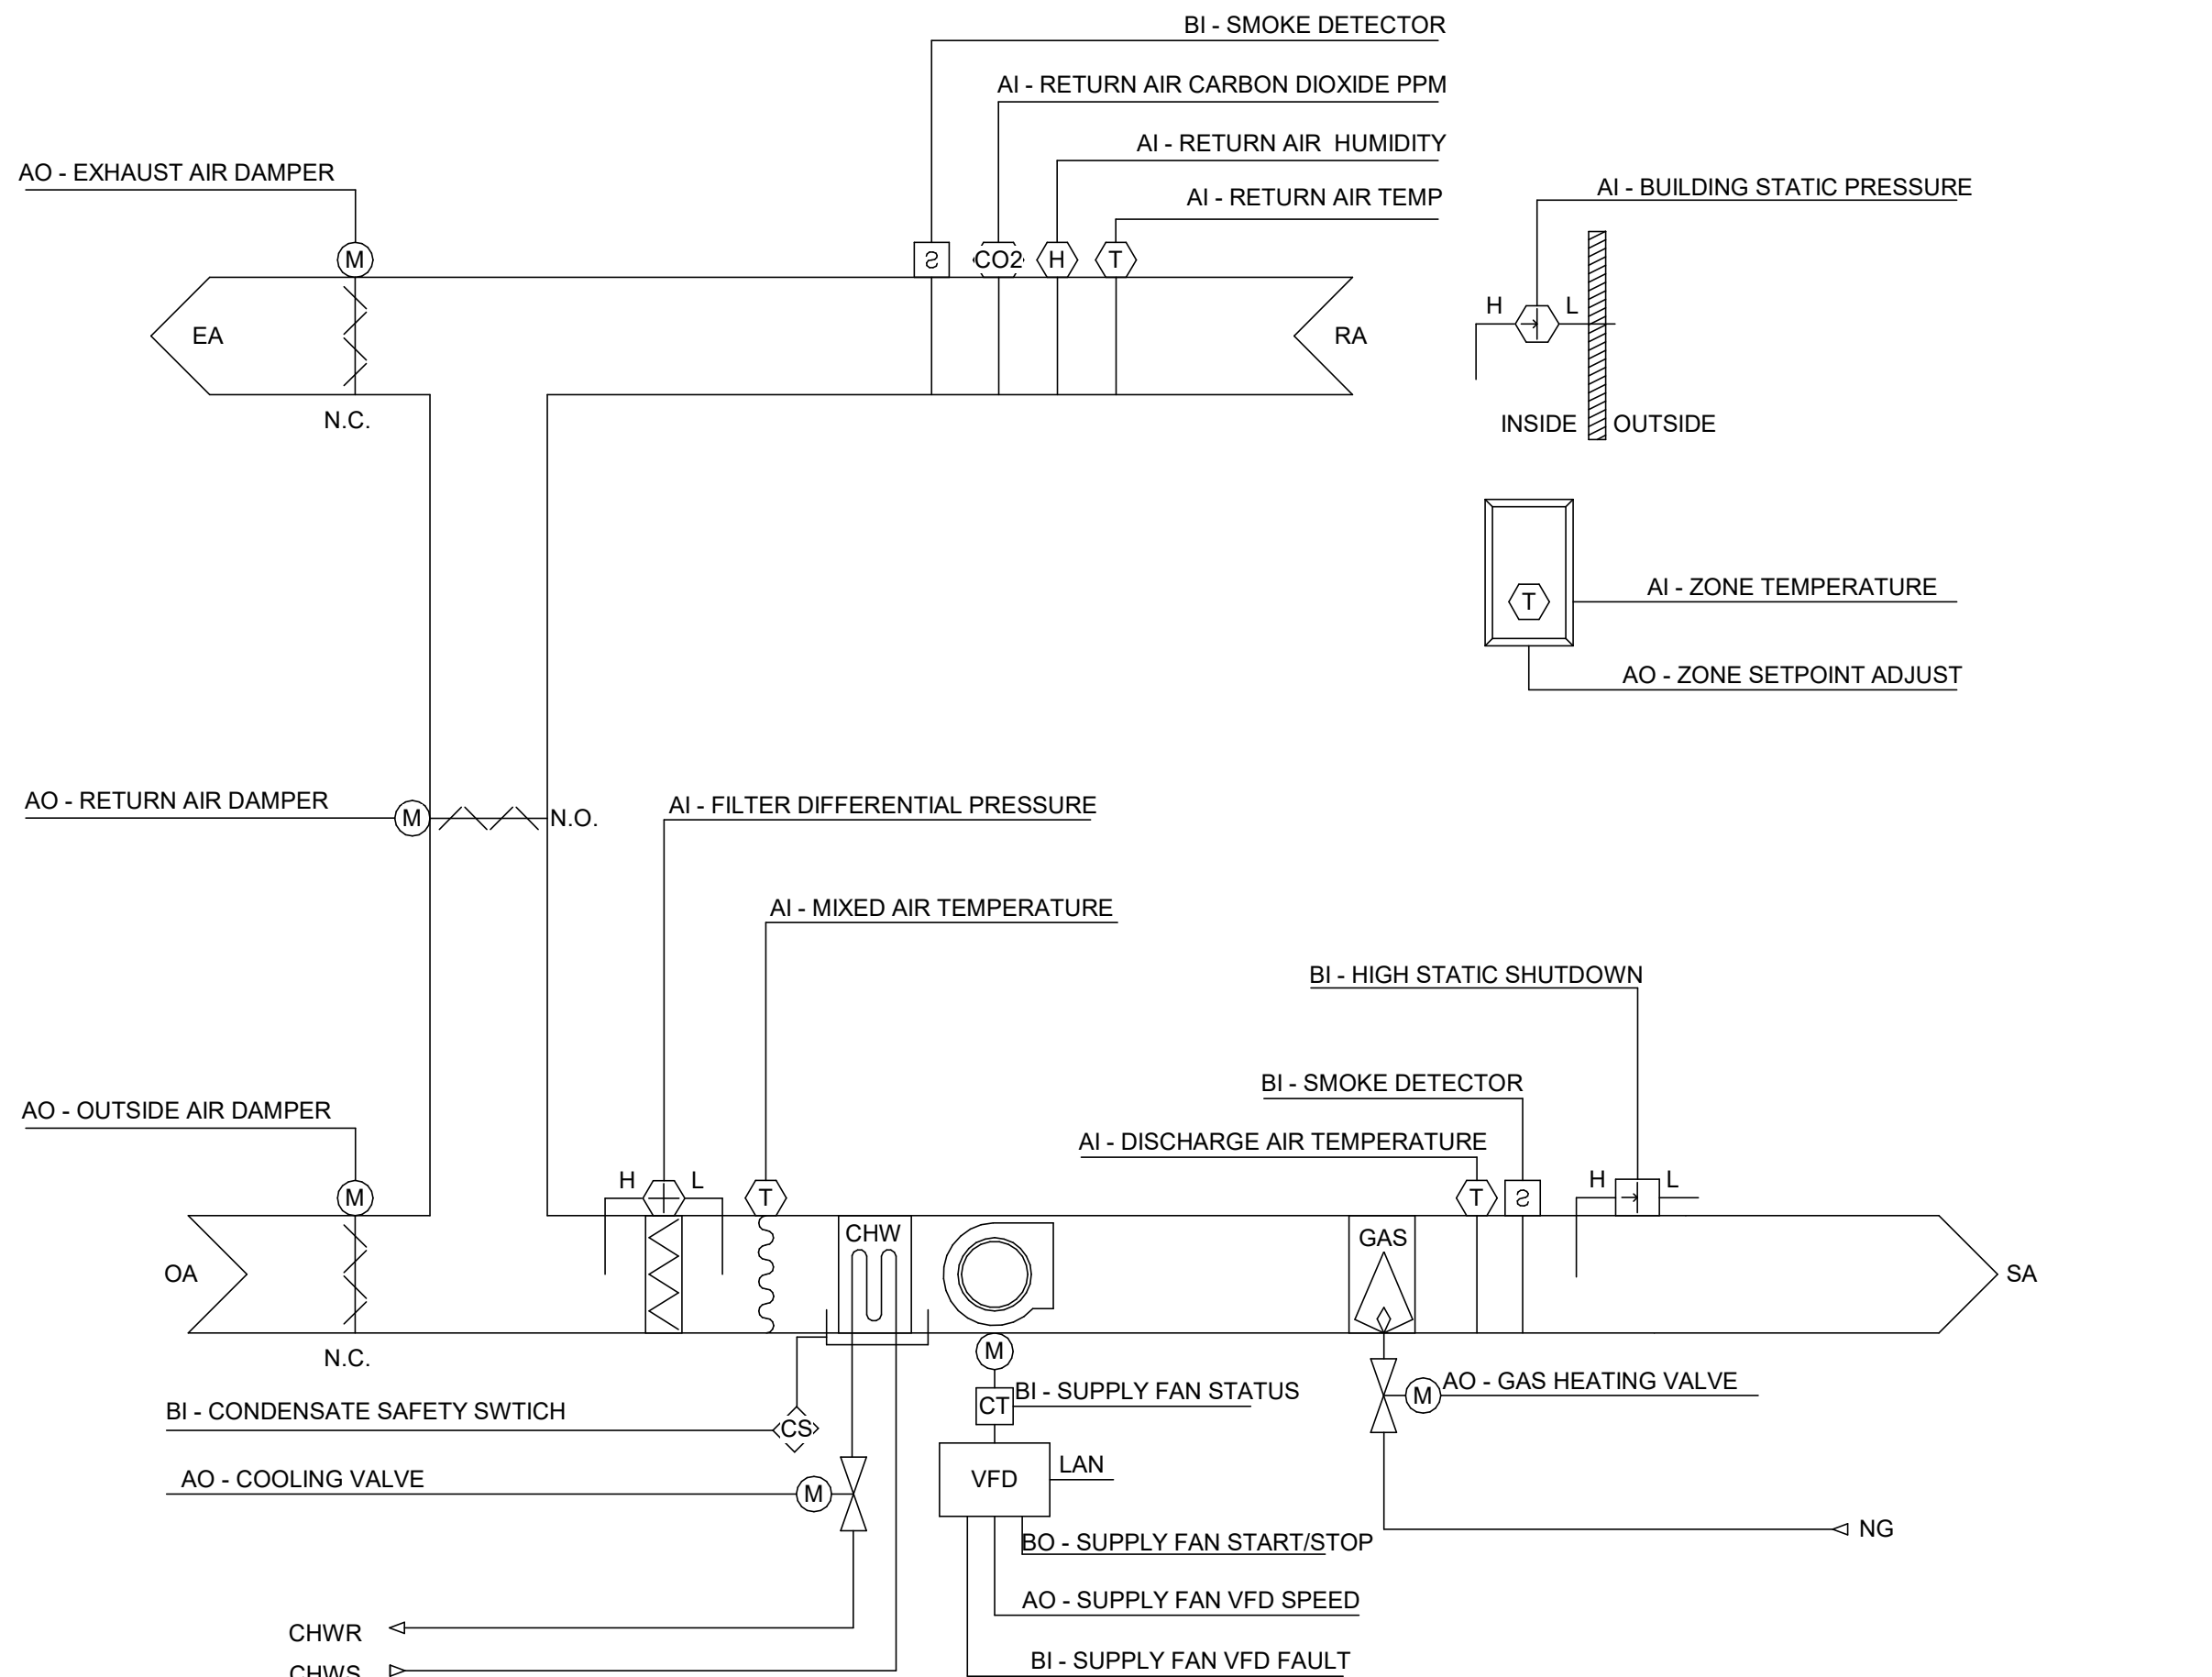 BI - SMOKE DETECTOR
AI - RETURN AIR CARBON DIOXIDE PPM
AI - RETURN AIR  HUMIDITY
AO - EXHAUST AIR DAMPER
AI - BUILDING STATIC PRESSURE
AI - RETURN AIR TEMP
M
S
CO2
H
T
H
L
EA
RA
N.C.
INSIDE
OUTSIDE
AI - ZONE TEMPERATURE
T
AO - ZONE SETPOINT ADJUST
AO - RETURN AIR DAMPER
M
N.O.
AI - FILTER DIFFERENTIAL PRESSURE
AI - MIXED AIR TEMPERATURE
BI - HIGH STATIC SHUTDOWN
BI - SMOKE DETECTOR
AO - OUTSIDE AIR DAMPER
AI - DISCHARGE AIR TEMPERATURE
H
L
H
L
M
T
T
S
CHW
GAS
OA
SA
N.C.
M
AO - GAS HEATING VALVE
M
BI - SUPPLY FAN STATUS
CT
BI - CONDENSATE SAFETY SWTICH
CS
LAN
VFD
AO - COOLING VALVE
M
NG
BO - SUPPLY FAN START/STOP
AO - SUPPLY FAN VFD SPEED
CHWR
BI - SUPPLY FAN VFD FAULT
CHWS